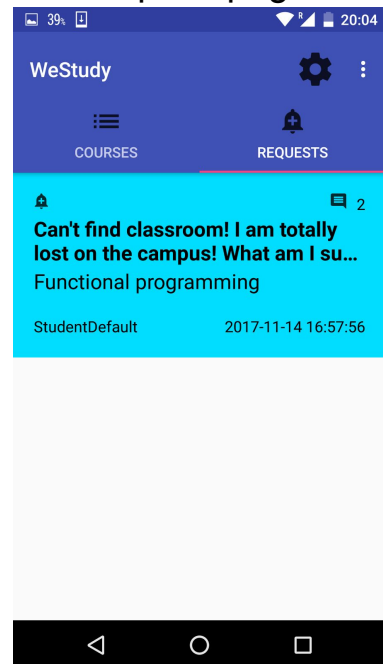 39% 20:04
WeStudy
COURSES REQUESTS
2
Can't find classroom! I am totally
lost on the campus! What am I su...
Functional programming
StudentDefault 2017-11-14 16:57:56